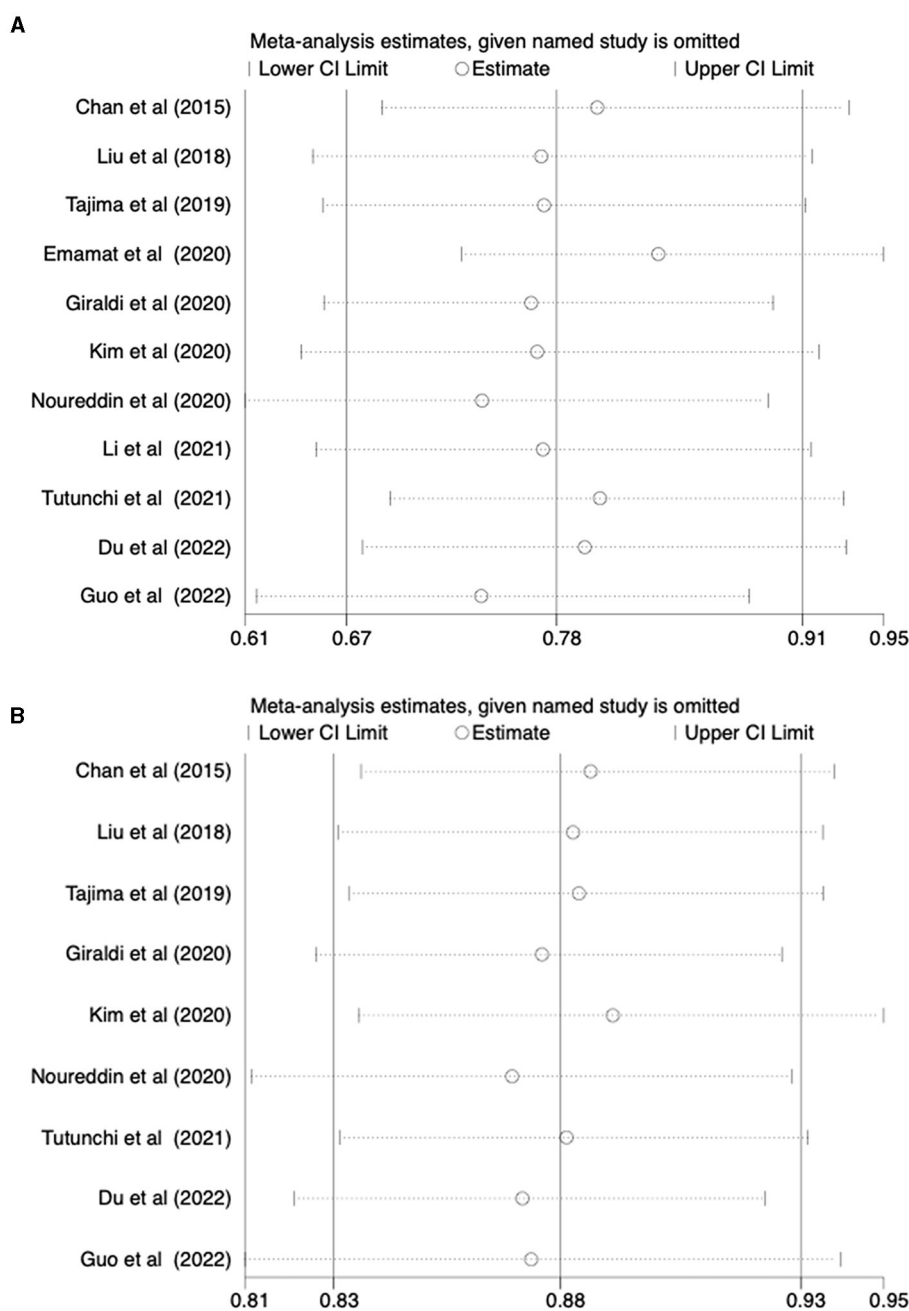 A
Meta-analysis estimates, given named study is omitted
| Lower CI Limit ○ Estimate | Upper CI Limit
Chan et al (2015)
Liu et al (2018)
Tajima et al (2019)
Emamat et al (2020)
Giraldi et al (2020)
Kim et al (2020)
Noureddin et al (2020)
Li et al (2021)
Tutunchi et al (2021)
Du et al (2022)
Guo et al (2022)
0.61 0.67 0.78 0.91 0.95
B
Meta-analysis estimates, given named study is omitted
| Lower CI Limit ○ Estimate | Upper CI Limit
Chan et al (2015)
Liu et al (2018)
Tajima et al (2019)
Giraldi et al (2020)
Kim et al (2020)
Noureddin et al (2020)
Tutunchi et al (2021)
Du et al (2022)
Guo et al (2022)
0.81 0.83 0.88 0.93 0.95